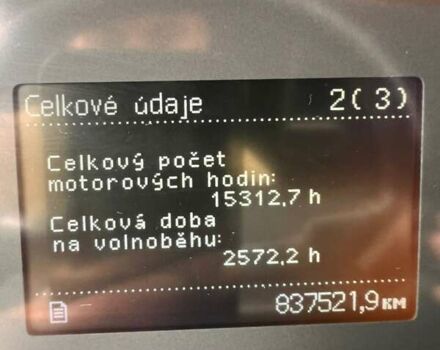 Celkové údaje 2(3)
Celkový počet
motorových hodin:
15312,7 h
Celková doba
na volnoběhu:
2572,2 h
837521,9км